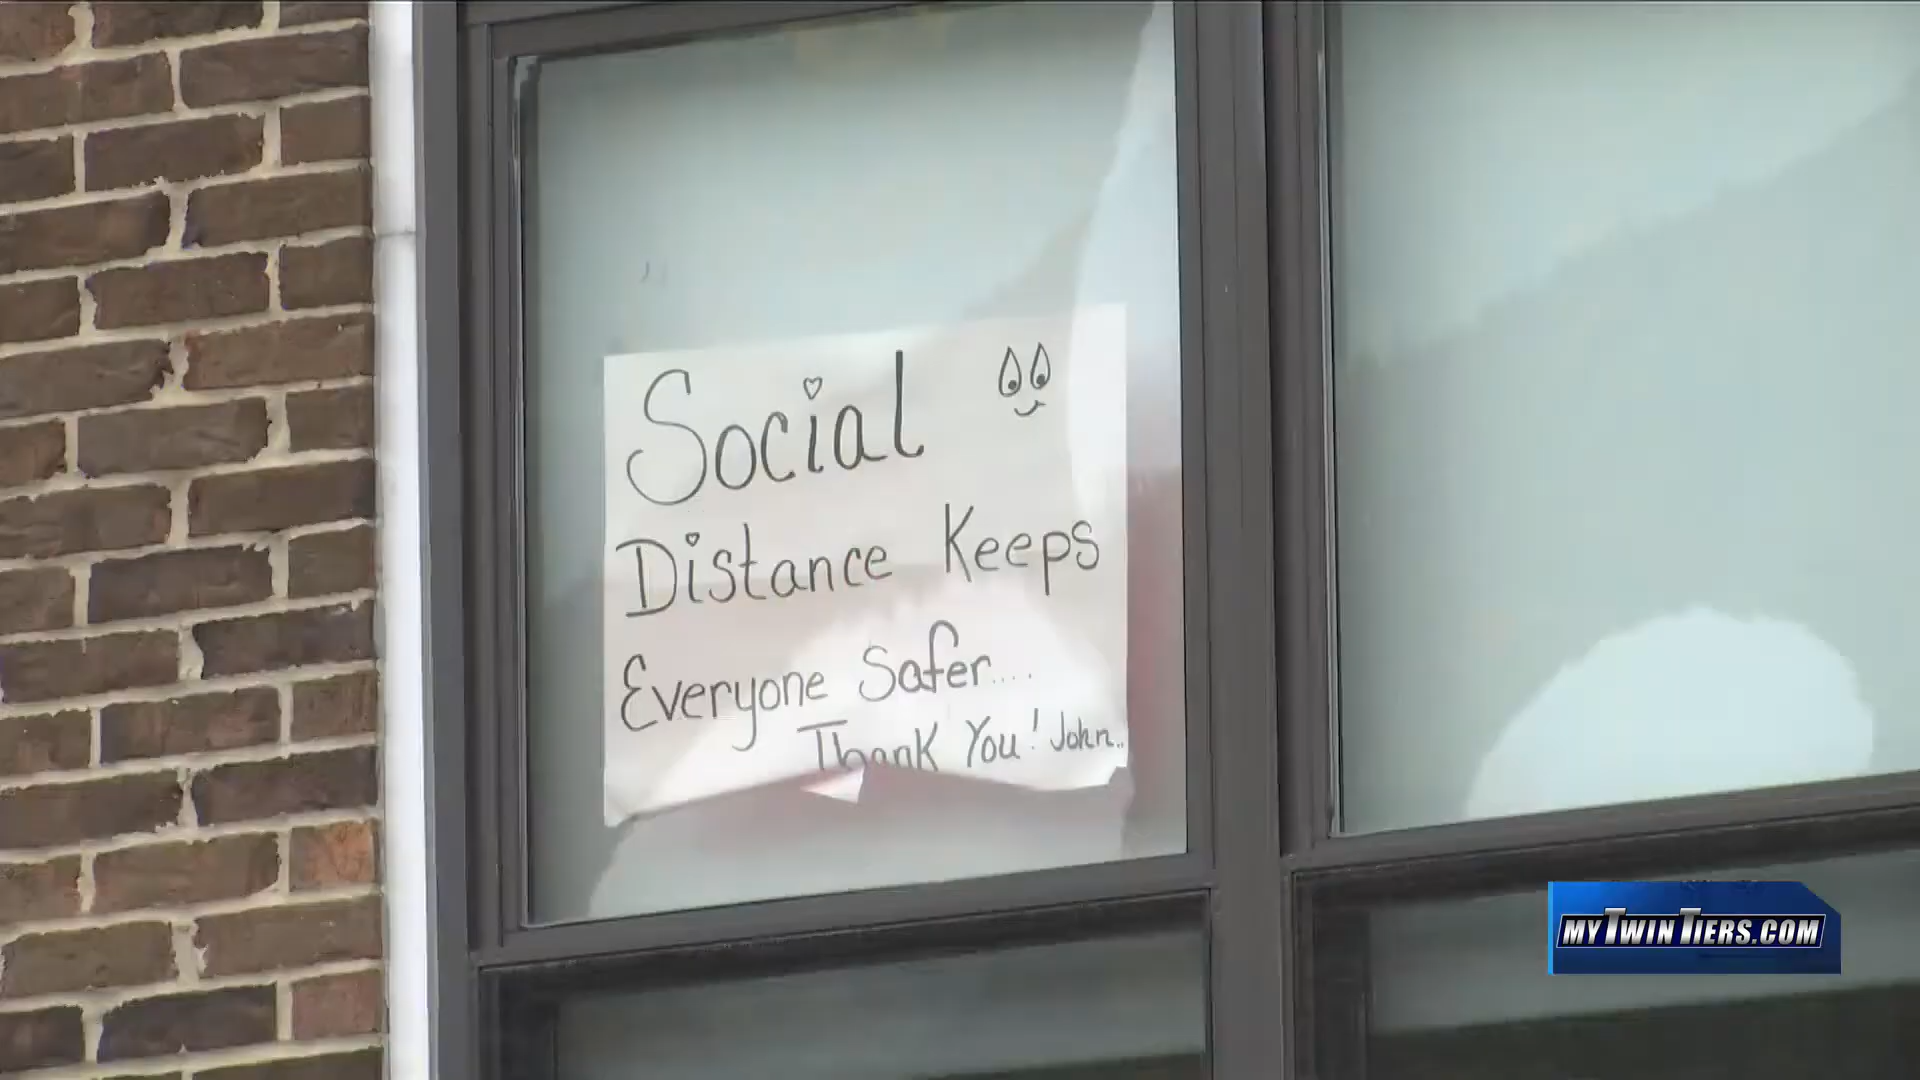 Social
Distance Keeps
Everyone Safer....
Thank You! John..
MYTWINTIERS.COM